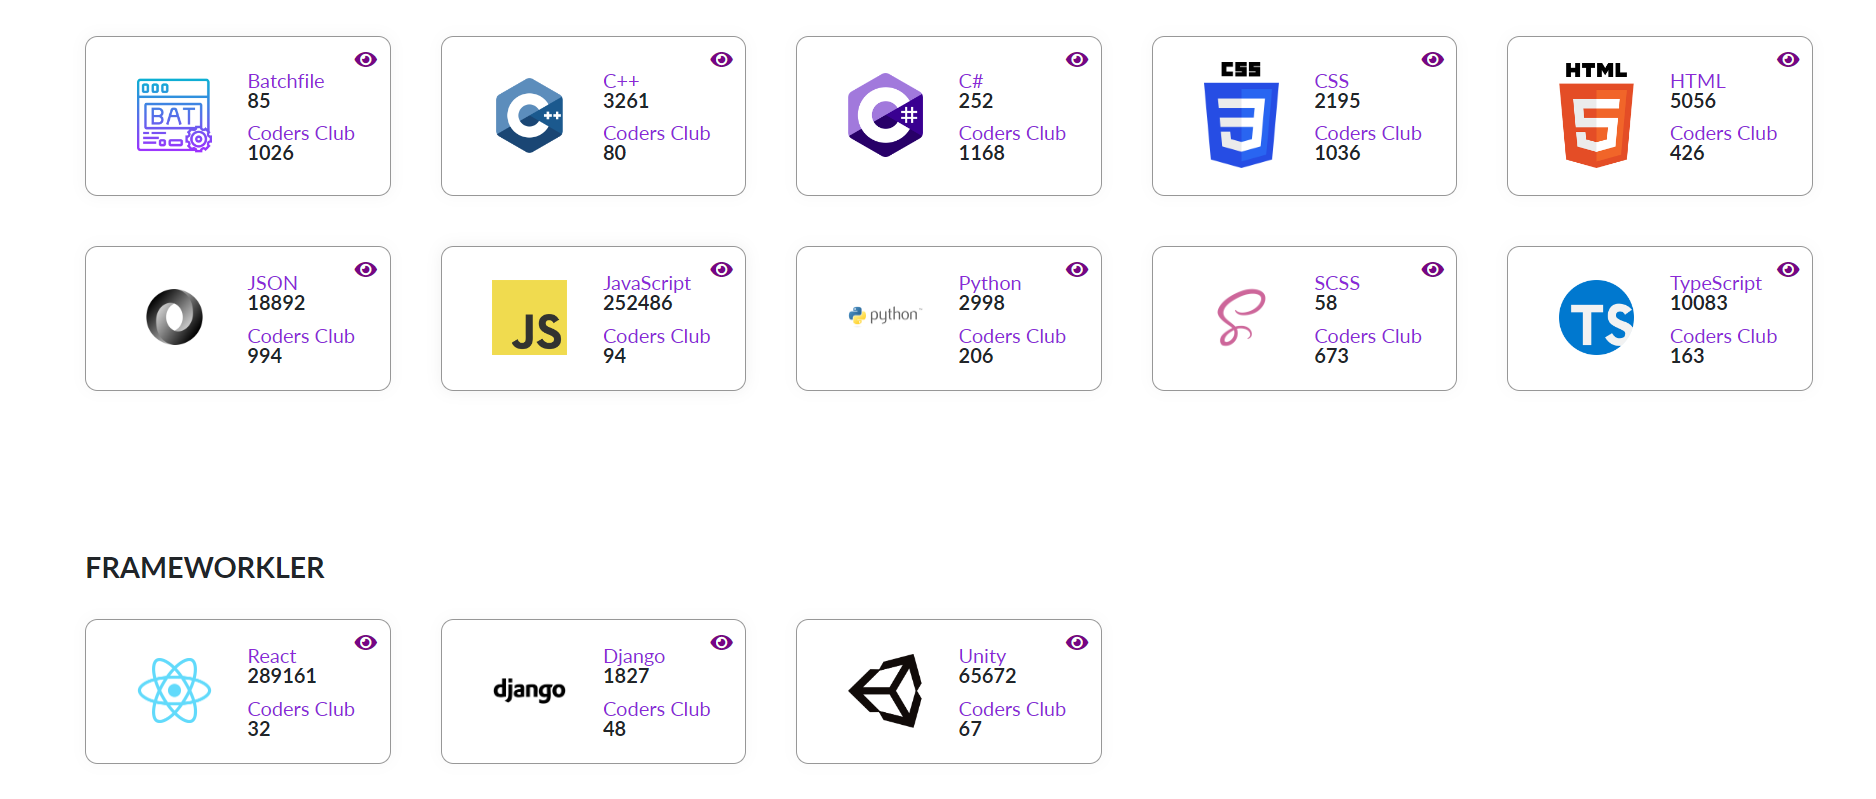 BAT
Batchfile
85
Coders Club
1026
C++
C++
3261
Coders Club
80
C#
C#
252
Coders Club
1168
CSS
3
CSS
2195
Coders Club
1036
HTML
5
HTML
5056
Coders Club
426
JSON
18892
Coders Club
994
JS
JavaScript
252486
Coders Club
94
python
Python
2998
Coders Club
206
SCSS
58
Coders Club
673
TS
TypeScript
10083
Coders Club
163
FRAMEWORKLER
React
289161
Coders Club
32
django
Django
1827
Coders Club
48
Unity
65672
Coders Club
67